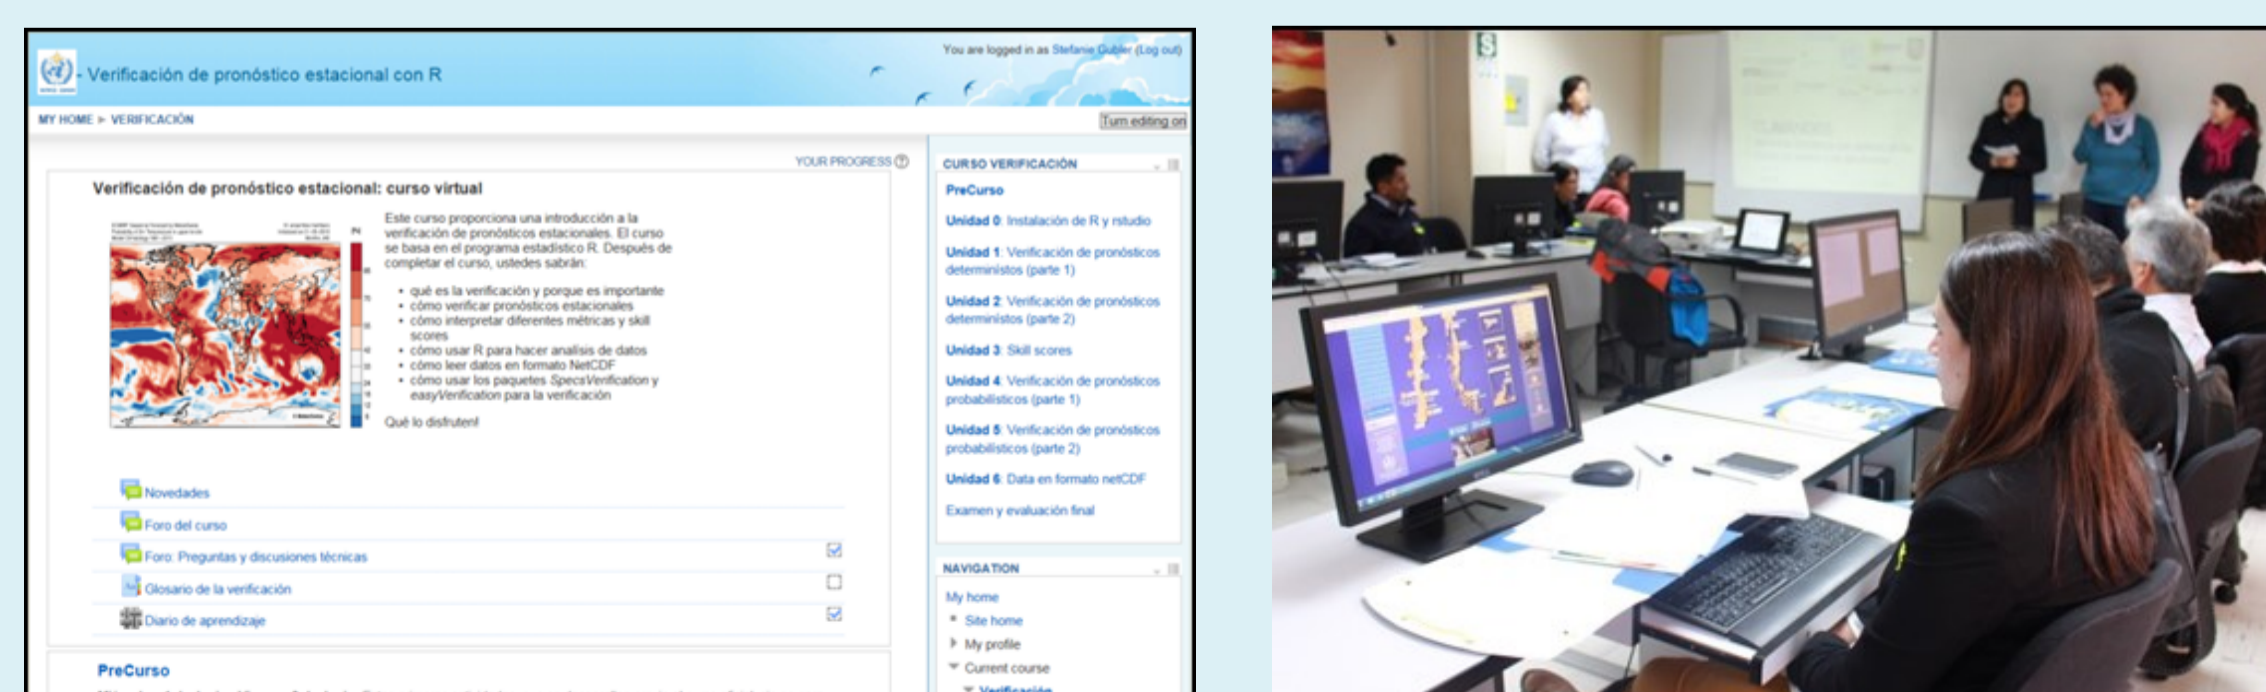 You are logged in as Stefanie Gubler (Log out)
- Verificación de pronóstico estacional con R
MY HOME ► VERIFICACIÓN
Turn editing on
YOUR PROGRESS
Verificación de pronóstico estacional: curso virtual
Este curso proporciona una introducción a la
verificación de pronósticos estacionales. El curso
se basa en el programa estadístico R. Después de
completar el curso, ustedes sabrán:
• qué es la verificación y porque es importante
• cómo verificar pronósticos estacionales
• cómo interpretar diferentes métricas y skill
scores
• cómo usar R para hacer analísis de datos
• cómo leer datos en formato NetCDF
• cómo usar los paquetes SpecsVerification y
easyVerification para la verificación
Qué lo disfruten!
Novedades
Foro del curso
Foro: Preguntas y discusiones técnicas
Glosario de la verificación
Diario de aprendizaje
PreCurso
CURSO VERIFICACIÓN
PreCurso
Unidad 0: Instalación de R y rstudio
Unidad 1: Verificación de pronósticos
determinístos (parte 1)
Unidad 2: Verificación de pronósticos
determinístos (parte 2)
Unidad 3: Skill scores
Unidad 4: Verificación de pronósticos
probabilísticos (parte 1)
Unidad 5: Verificación de pronósticos
probabilísticos (parte 2)
Unidad 6: Data en formato netCDF
Examen y evaluación final
NAVIGATION
My home
Site home
My profile
Current course
Verificación
S